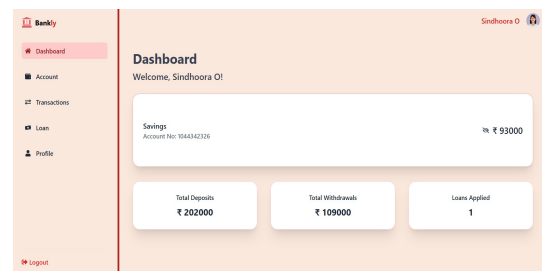 Bankly
Sindhoora O
Dashboard
Account
Transactions
Loan
Profile
Logout
Dashboard
Welcome, Sindhoora O!
Savings
Account No: 1044342326
₹ 93000
Total Deposits
₹ 202000
Total Withdrawals
₹ 109000
Loans Applied
1